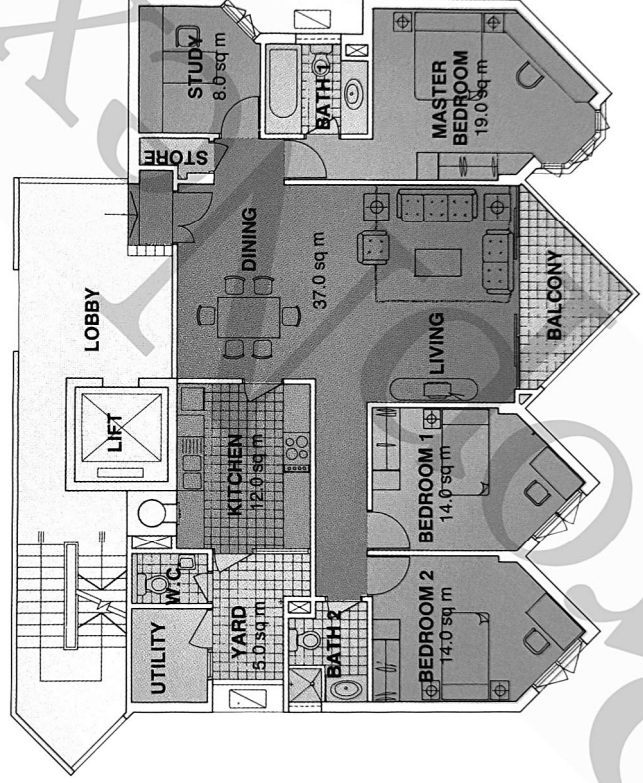 STUDY
8.0 sq m
BATH 1
MASTER
BEDROOM
19.0 sq m
STORE
LOBBY
DINING
37.0 sq m
LIVING
BALCONY
LIFT
KITCHEN
12.0 sq m
BEDROOM 1
14.0 sq m
W.C.
UTILITY
YARD
5.0 sq m
BATH 2
BEDROOM 2
14.0 sq m